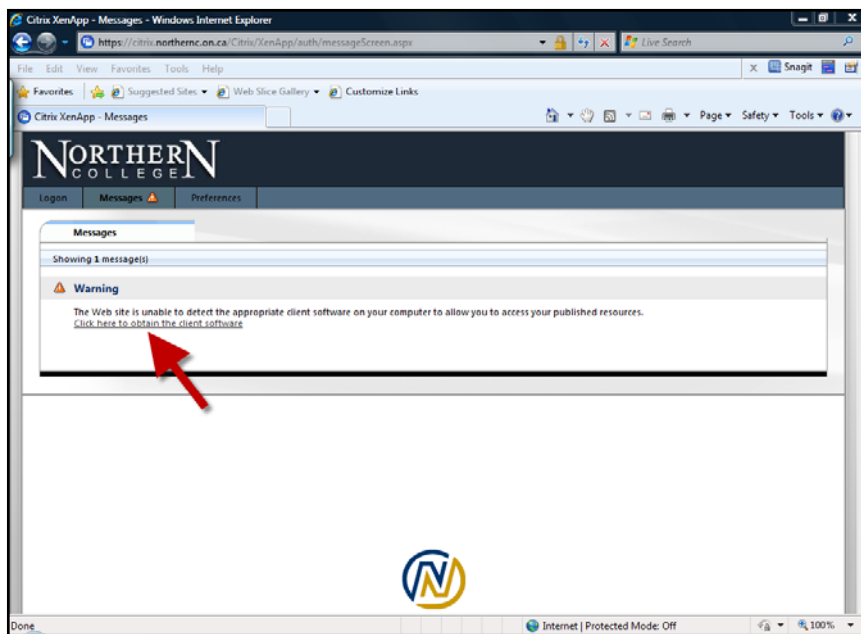 Citrix XenApp - Messages - Windows Internet Explorer
https://citrix.northernc.on.ca/Citrix/XenApp/auth/messageScreen.aspx
Live Search
File Edit View Favorites Tools Help
x Snagit
Favorites Suggested Sites Web Slice Gallery Customize Links
Citrix XenApp - Messages
Page Safety Tools
NORTHERN
COLLEGE
Logon Messages Preferences
Messages
Showing 1 message(s)
Warning
The Web site is unable to detect the appropriate client software on your computer to allow you to access your published resources.
Click here to obtain the client software
Done Internet | Protected Mode: Off 100%